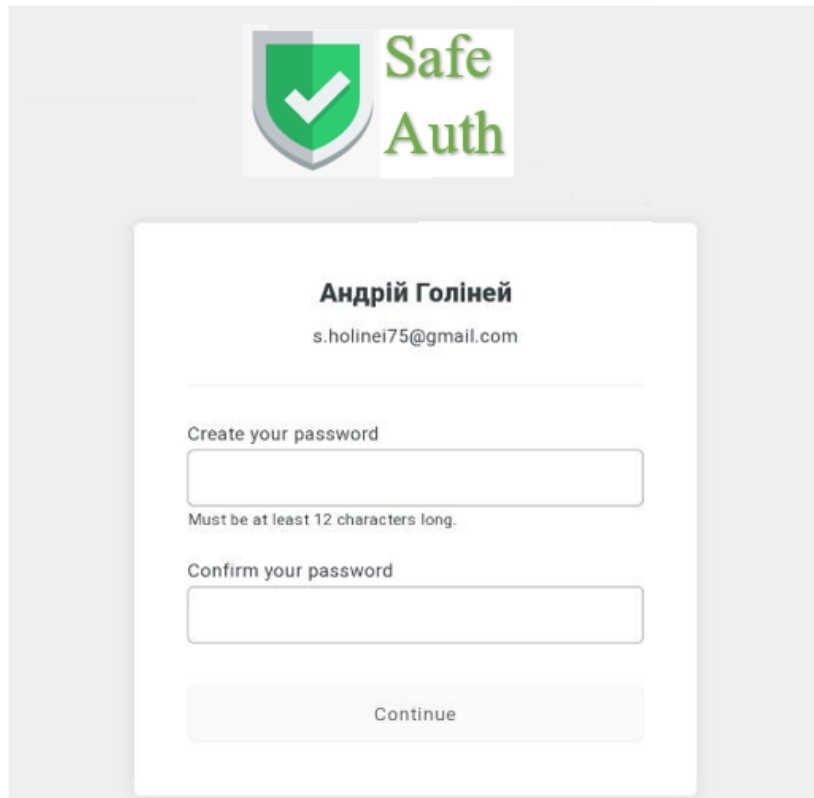 Safe
Auth
Андрій Голіней
s.holinei75@gmail.com
Create your password
Must be at least 12 characters long.
Confirm your password
Continue